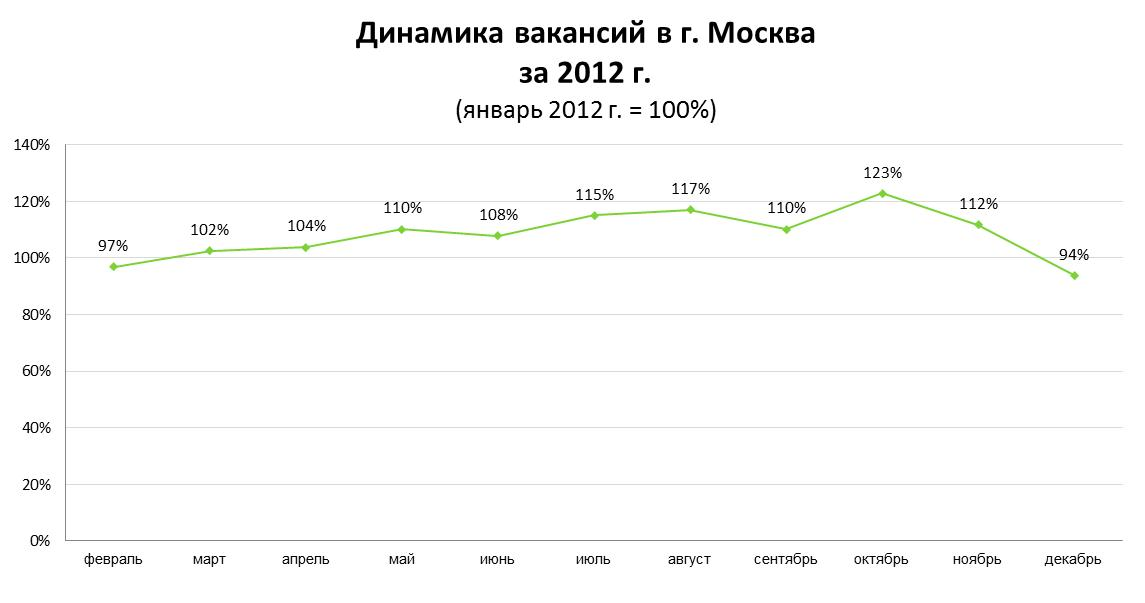 Динамика вакансий в г. Москва
за 2012 г.
(январь 2012 г. = 100%)
140%
120%
100%
80%
60%
40%
20%
0%
97%
102%
104%
110%
108%
115%
117%
110%
123%
112%
94%
февраль
март
апрель
май
июнь
июль
август
сентябрь
октябрь
ноябрь
декабрь